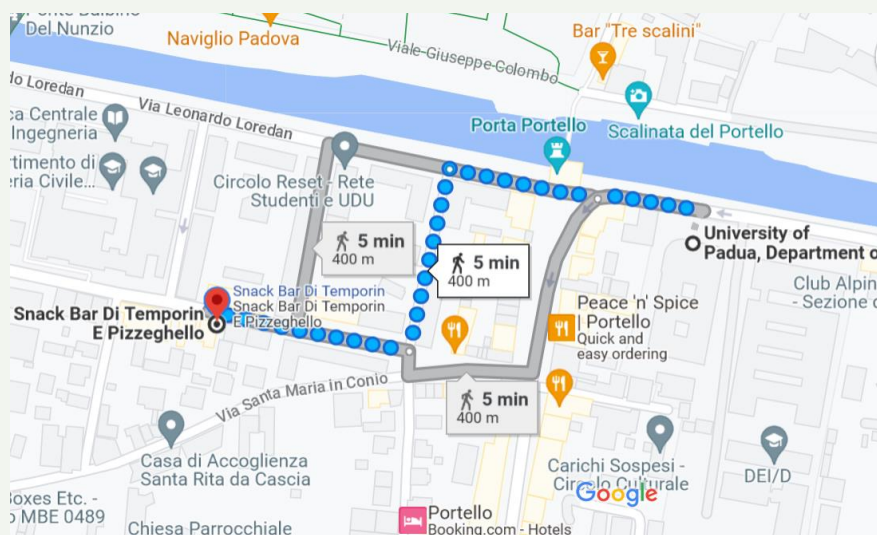 Ponte Balbino
Del Nunzio
Naviglio Padova
Viale Giuseppe Colombo
Bar "Tre scalini"
Loredan
Via Leonardo Loredan
Porta Portello
Scalinata del Portello
Centrale
Ingegneria
Civile...
Circolo Reset - Rete
Studenti e UDU
5 min
400 m
5 min
400 m
University of
Padua, Department
Club Alpin
- Sezione
Snack Bar Di Temporin
E Pizzeghello
Snack Bar Di Temporin
Snack Bar Di Temporin
E Pizzeghello
Peace 'n' Spice
| Portello
Quick and
easy ordering
Via Santa Maria in Conio
5 min
400 m
Casa di Accoglienza
Santa Rita da Cascia
Carichi Sospesi -
Circolo Culturale
Google
DEI/D
Boxes Etc. -
MBE 0489
Chiesa Parrocchiale
Portello
Booking.com - Hotels